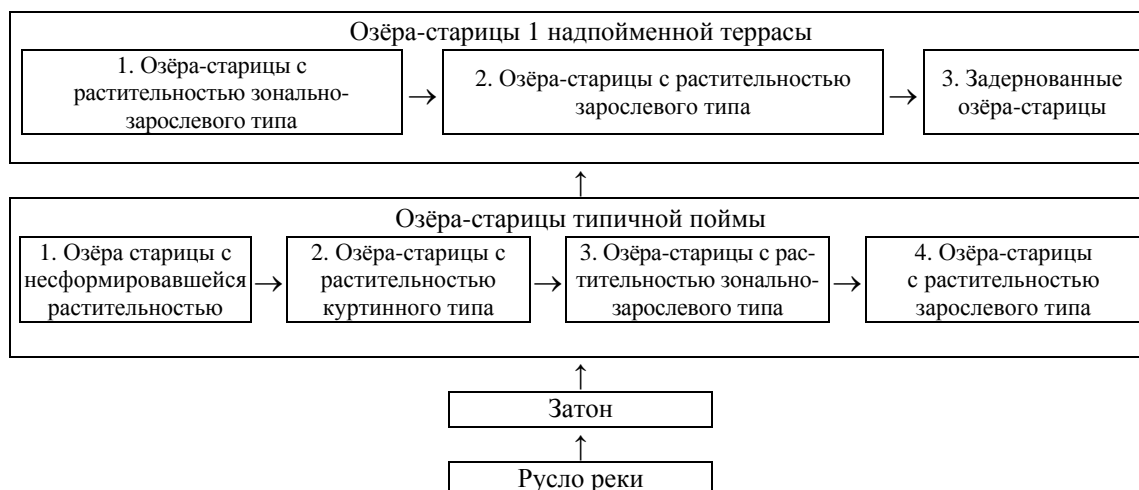 Озёра-старицы 1 надпойменной террасы
1. Озёра-старицы с
растительностью зонально-
зарослевого типа
→
2. Озёра-старицы с растительностью
зарослевого типа
→
3. Задернованные
озёра-старицы
↑
Озёра-старицы типичной поймы
1. Озёра старицы с
несформировавшейся
растительностью
→
2. Озёра-старицы с
растительностью
куртинного типа
→
3. Озёра-старицы с рас-
тительностью зонально-
зарослевого типа
→
4. Озёра-старицы
с растительностью
зарослевого типа
↑
Затон
↑
Русло реки